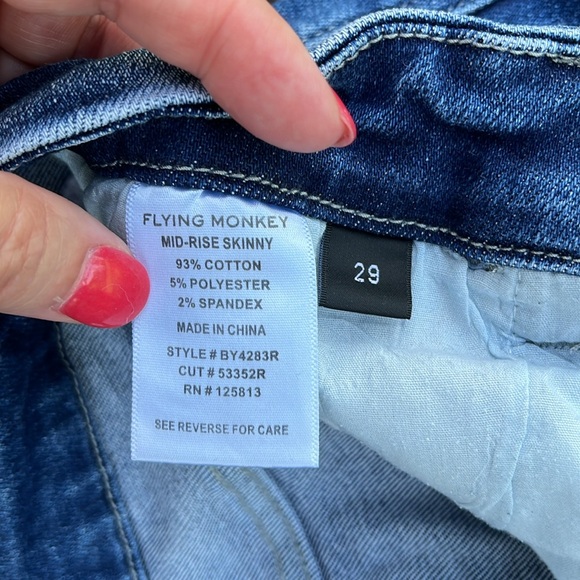 FLYING MONKEY
MID-RISE SKINNY
93% COTTON
5% POLYESTER
2% SPANDEX
MADE IN CHINA
STYLE # BY4283R
CUT # 53352R
RN # 125813
SEE REVERSE FOR CARE
29